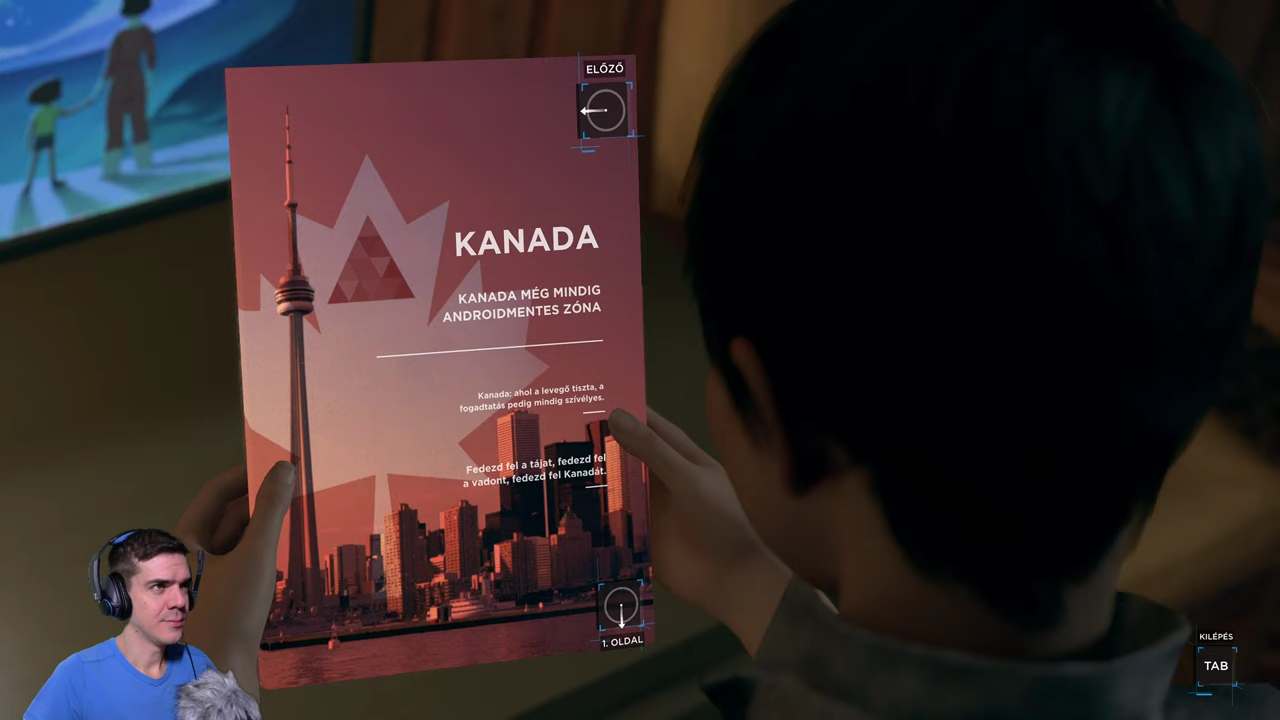 ELŐZŐ
KANADA
KANADA MÉG MINDIG
ANDROIDMENTES ZÓNA
Kanada: ahol a levegő tiszta, a
fogadtatás pedig mindig szívélyes.
Fedezd fel a tájat, fedezd fel
a vadont, fedezd fel Kanadát.
1. OLDAL
KILÉPÉS
TAB